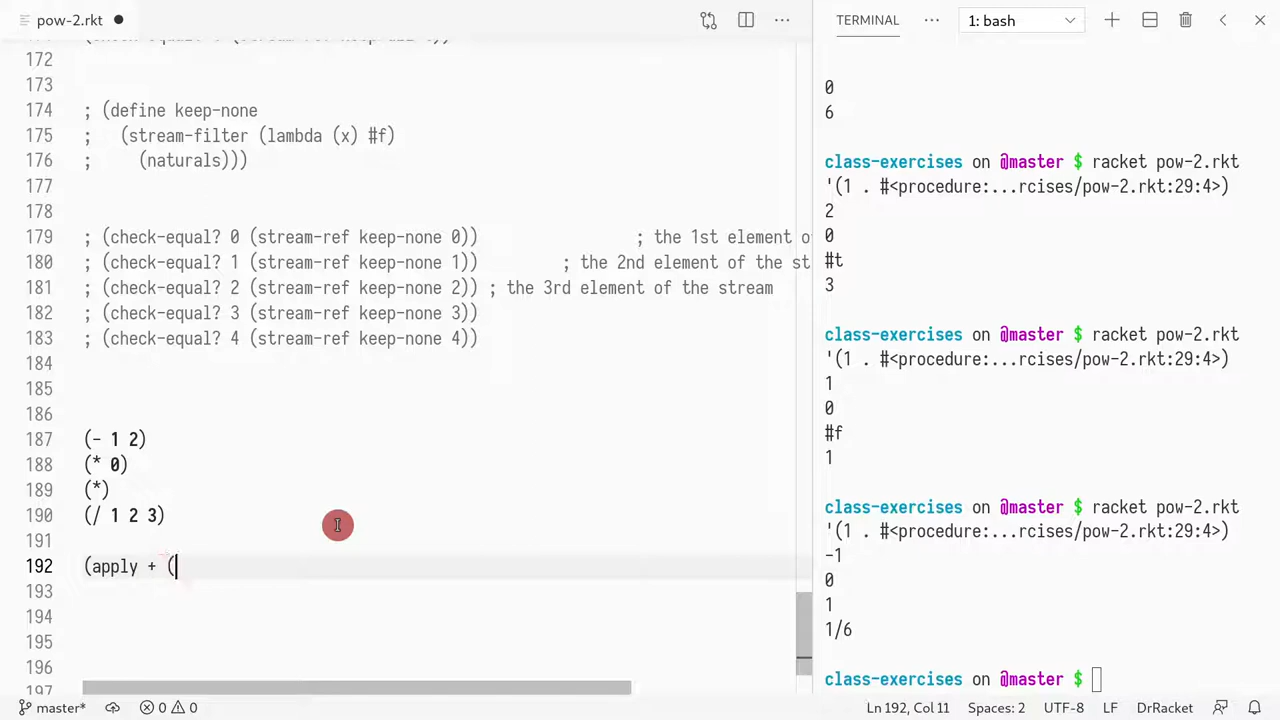 pow-2.rkt
TERMINAL
1: bash
172
173
174 ; (define keep-none
175 ;   (stream-filter (lambda (x) #f)
176 ;     (naturals)))
177
178
179 ; (check-equal? 0 (stream-ref keep-none 0)) ; the 1st element o
180 ; (check-equal? 1 (stream-ref keep-none 1)) ; the 2nd element of the st
181 ; (check-equal? 2 (stream-ref keep-none 2)) ; the 3rd element of the stream
182 ; (check-equal? 3 (stream-ref keep-none 3))
183 ; (check-equal? 4 (stream-ref keep-none 4))
184
185
186
187 (- 1 2)
188 (* 0)
189 (*)
190 (/ 1 2 3)
191
192 (apply + (
193
194
195
196
197
0
6
class-exercises on @master $ racket pow-2.rkt
'(1 . #<procedure:...rcises/pow-2.rkt:29:4>)
2
0
#t
3
class-exercises on @master $ racket pow-2.rkt
'(1 . #<procedure:...rcises/pow-2.rkt:29:4>)
1
0
#f
1
class-exercises on @master $ racket pow-2.rkt
'(1 . #<procedure:...rcises/pow-2.rkt:29:4>)
-1
0
1
1/6
class-exercises on @master $
master* 0 0 Ln 192, Col 11 Spaces: 2 UTF-8 LF DrRacket